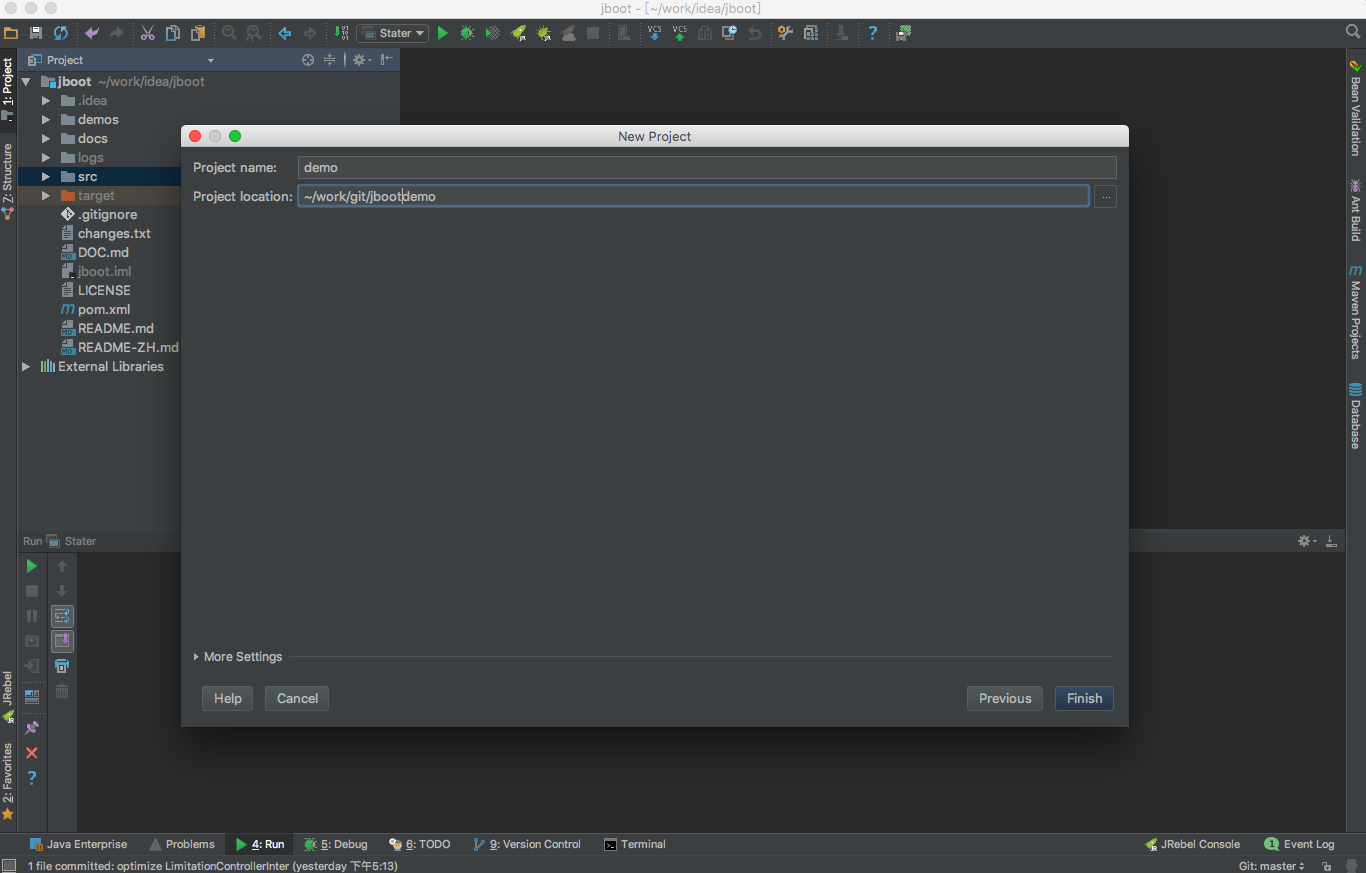 jboot - [~/work/idea/jboot]
Stater
VCS
VCS
Project
1: Project
Z: Structure
jboot ~/work/idea/jboot
.idea
demos
docs
logs
src
target
.gitignore
changes.txt
DOC.md
jboot.iml
LICENSE
pom.xml
README.md
README-ZH.md
External Libraries
New Project
Project name: demo
Project location: ~/work/git/jbootdemo
...
More Settings
Help
Cancel
Previous
Finish
Bean Validation
Ant Build
Maven Projects
Database
Run Stater
JRebel
2: Favorites
Java Enterprise
Problems
4: Run
5: Debug
6: TODO
9: Version Control
Terminal
JRebel Console
1 Event Log
1 file committed: optimize LimitationControllerInter (yesterday 下午5:13)
Git: master